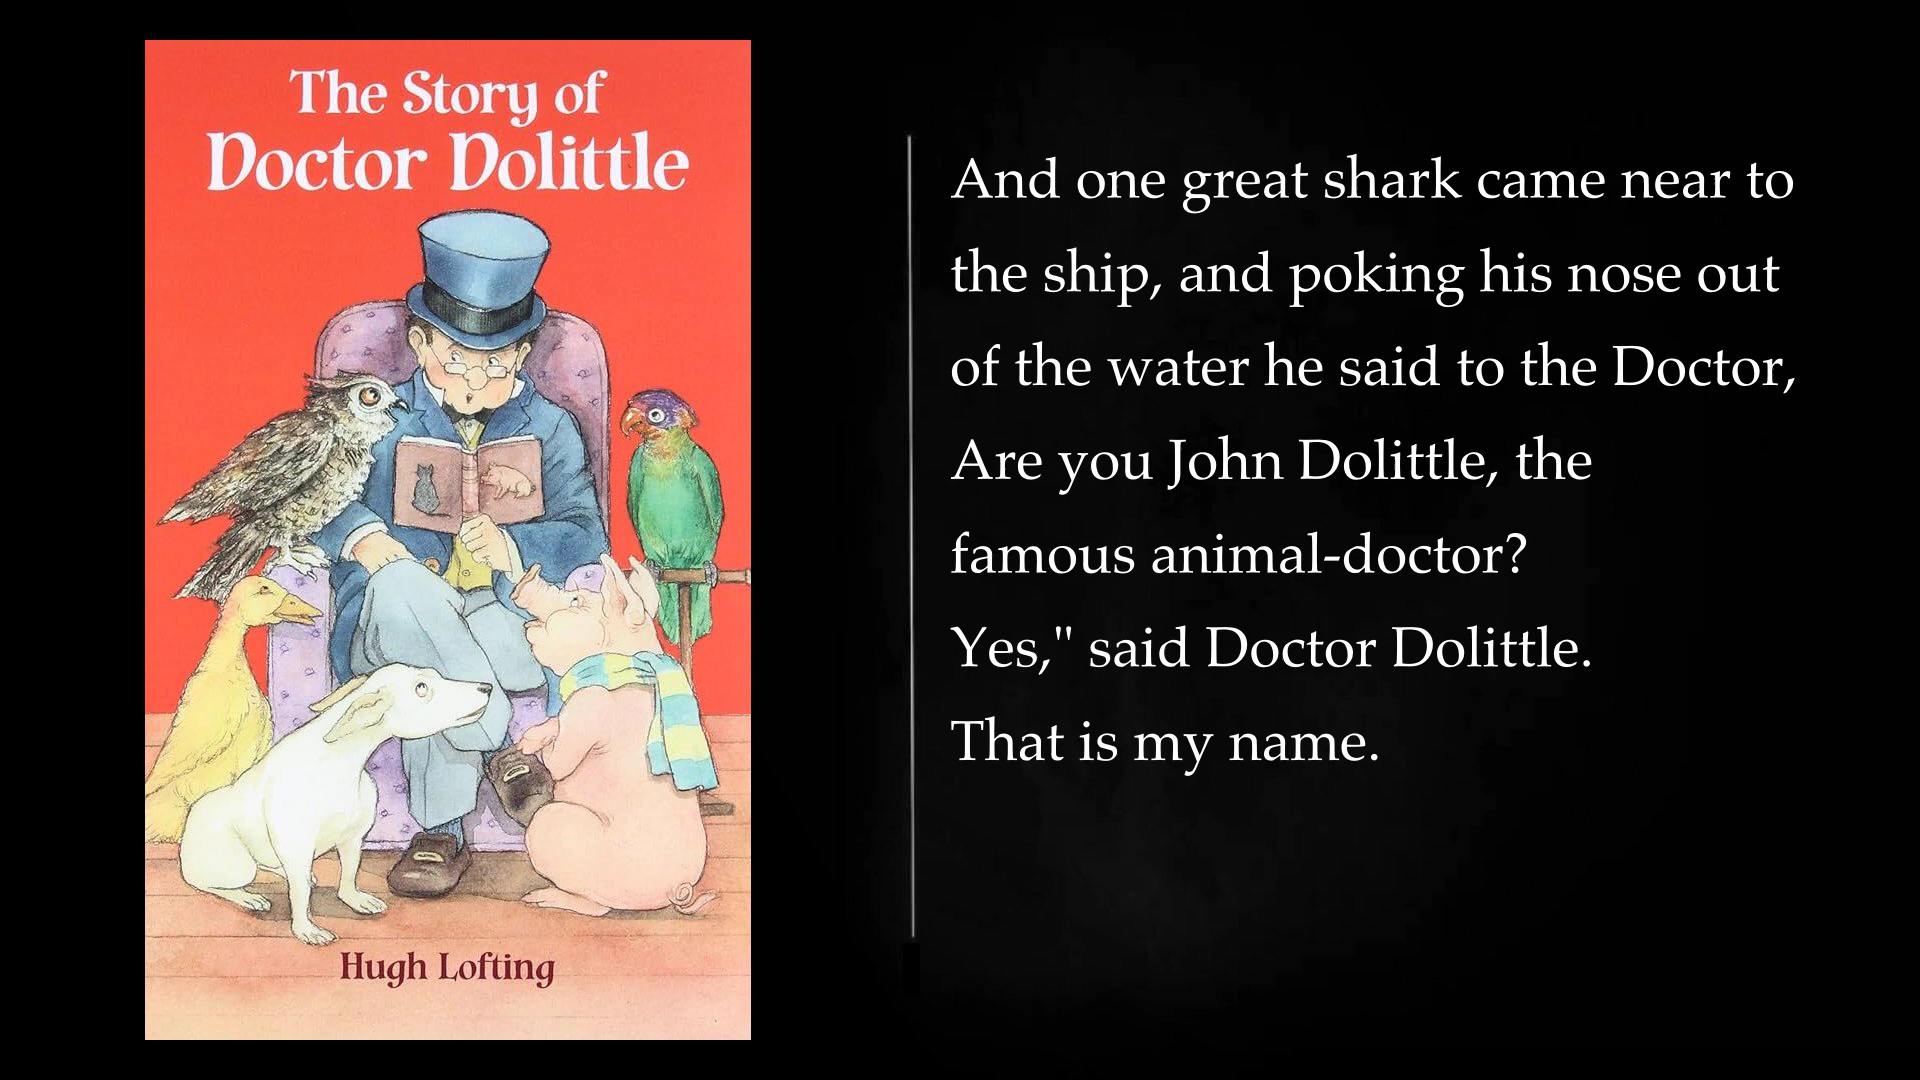 The Story of
Doctor Dolittle
Hugh Lofting
And one great shark came near to
the ship, and poking his nose out
of the water he said to the Doctor,
Are you John Dolittle, the
famous animal-doctor?
Yes," said Doctor Dolittle.
That is my name.